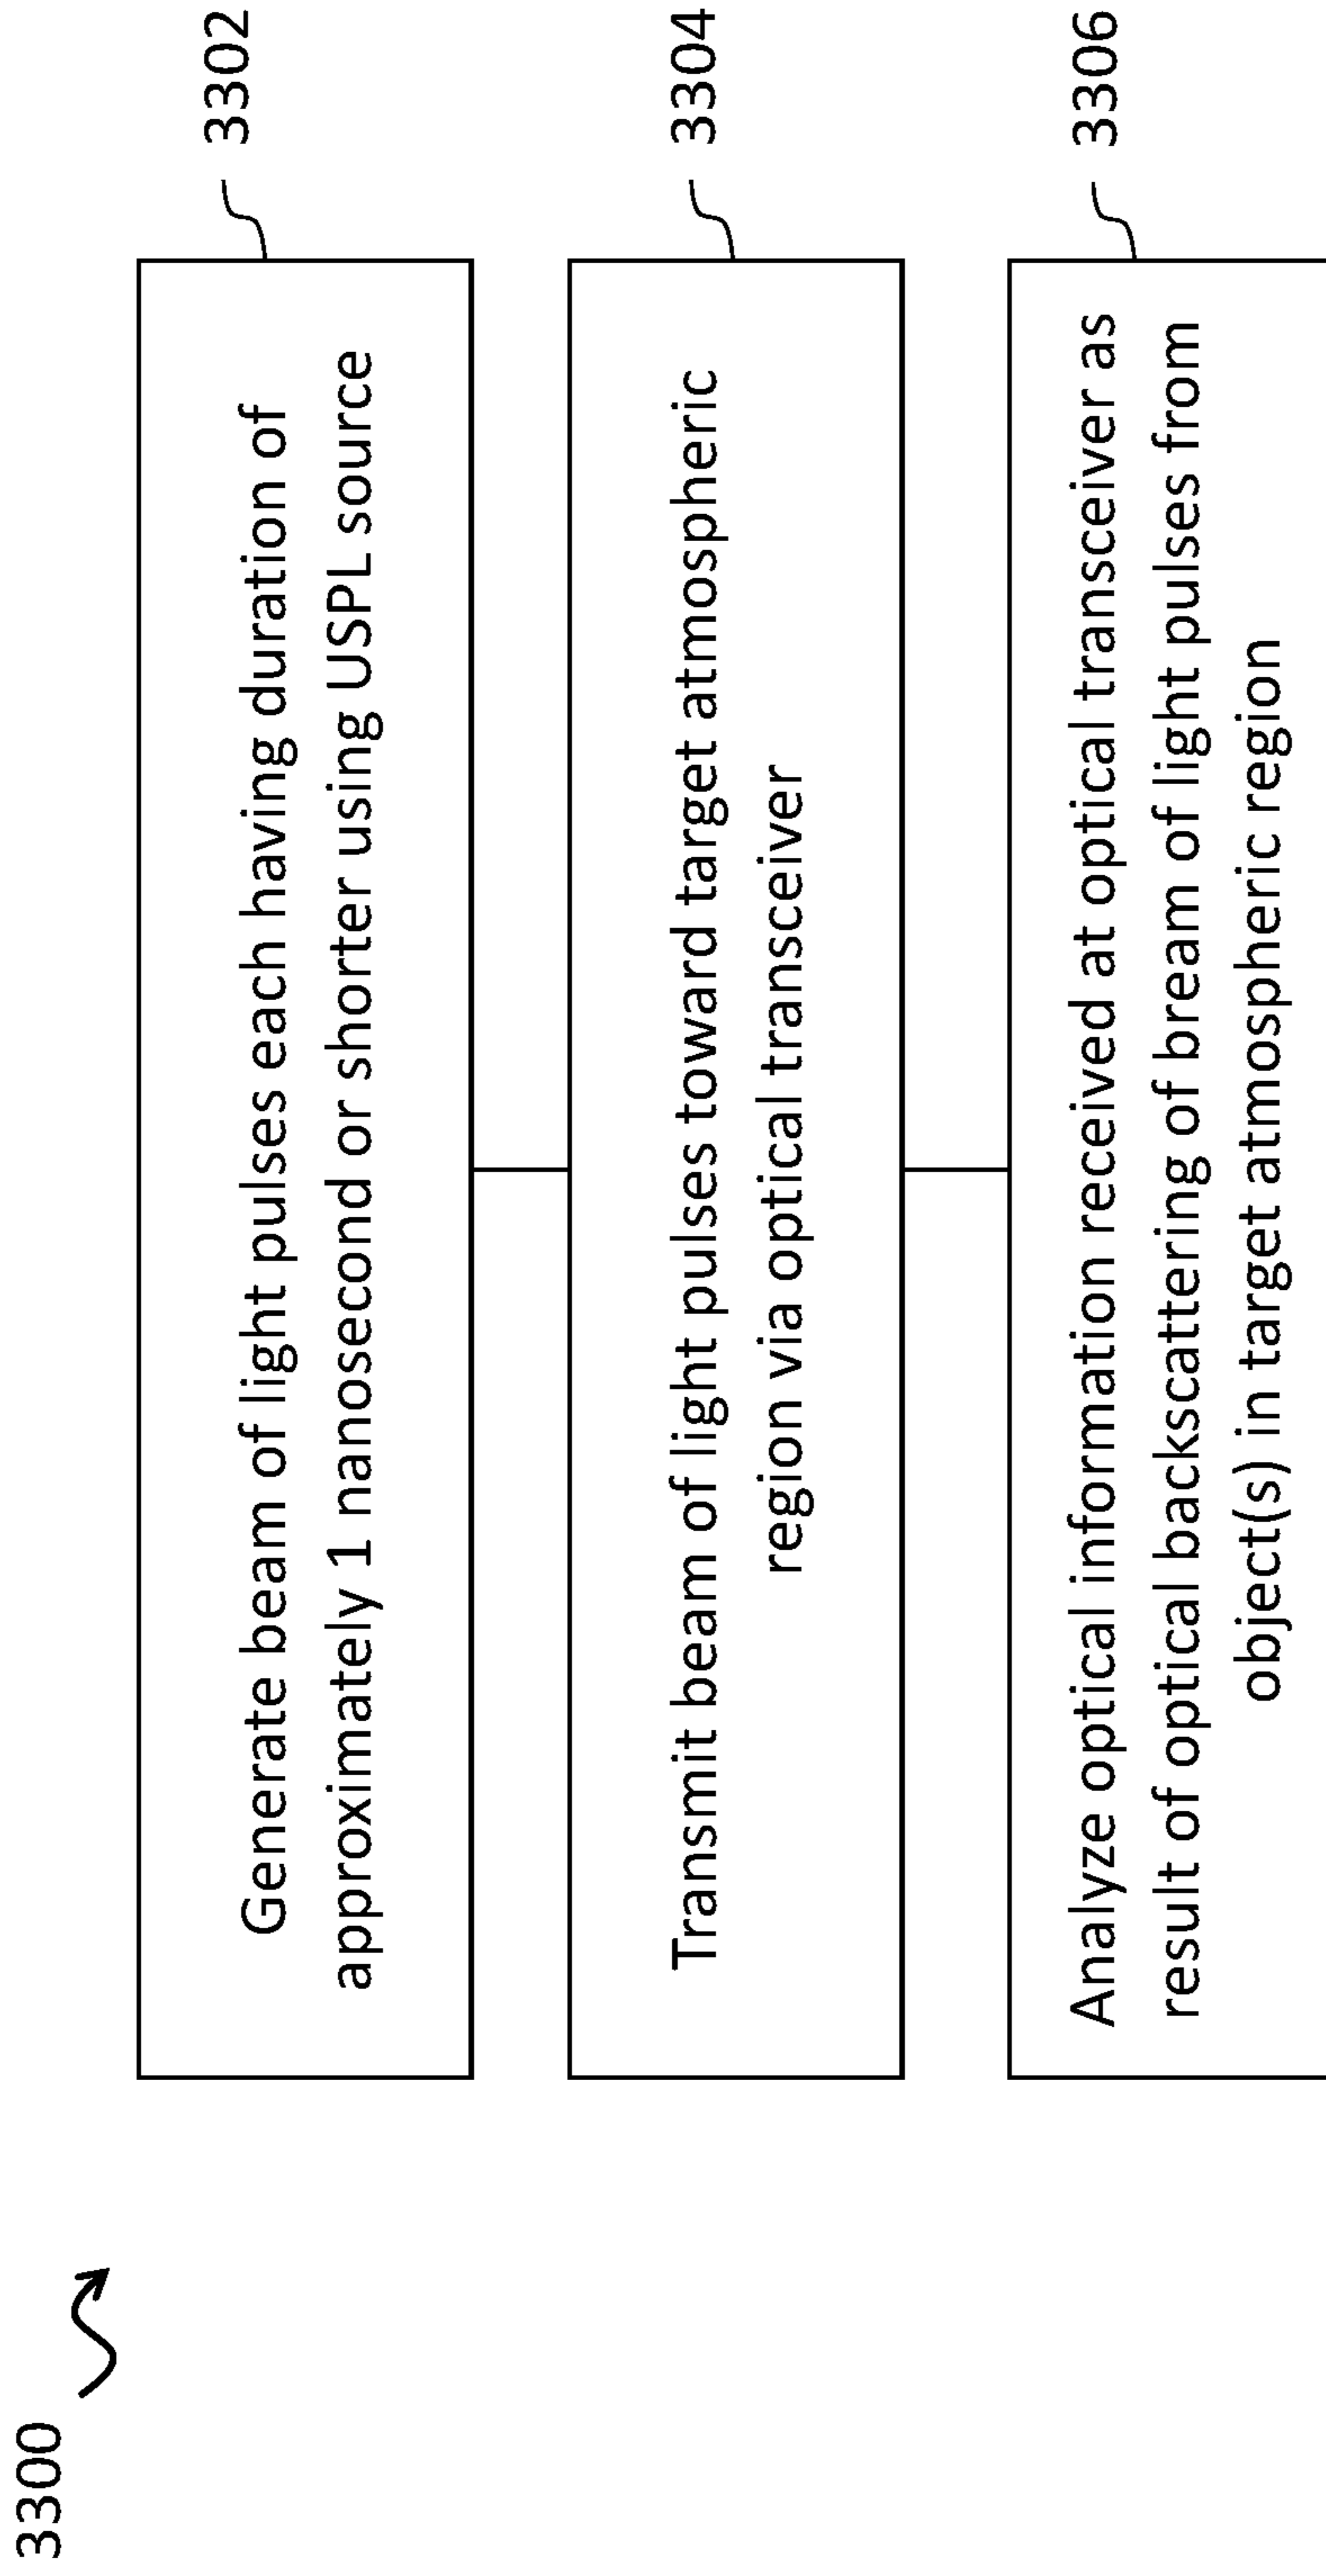 3300
Generate beam of light pulses each having duration of
approximately 1 nanosecond or shorter using USPL source
3302
Transmit beam of light pulses toward target atmospheric
region via optical transceiver
3304
Analyze optical information received at optical transceiver as
result of optical backscattering of bream of light pulses from
object(s) in target atmospheric region
3306